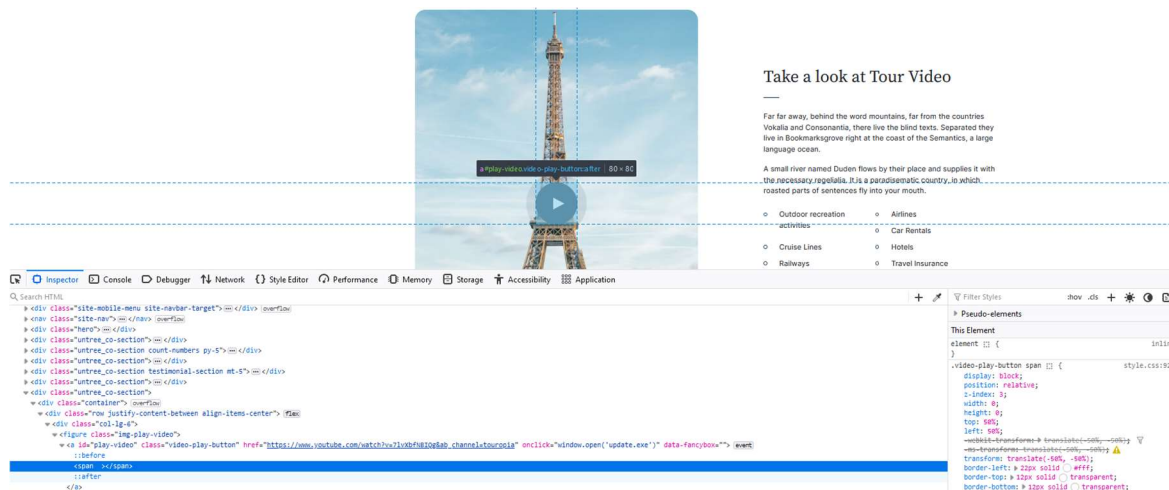 Take a look at Tour Video
Far far away, behind the word mountains, far from the countries
Vokalia and Consonantia, there live the blind texts. Separated they
live in Bookmarksgrove right at the coast of the Semantics, a large
language ocean.
A small river named Duden flows by their place and supplies it with
the necessary regelialia. It is a paradisematic country, in which
roasted parts of sentences fly into your mouth.
Outdoor recreation activities
Cruise Lines
Railways
Airlines
Car Rentals
Hotels
Travel Insurance
a#play-video.video-play-button:after | 80 × 80
Inspector Console Debugger Network {} Style Editor Performance Memory Storage Accessibility Application
Search HTML
<div class="site-mobile-menu site-navbar-target"></div> overflow
<nav class="site-nav"></nav> overflow
<div class="hero"></div>
<div class="untree_co-section"></div>
<div class="untree_co-section count-numbers py-5"></div>
<div class="untree_co-section"></div>
<div class="untree_co-section testimonial-section mt-5"></div>
<div class="untree_co-section"></div>
<div class="untree_co-section">
<div class="container"> overflow
<div class="row justify-content-between align-items-center"> flex
<div class="col-lg-6">
<figure class="img-play-video">
<a id="play-video" class="video-play-button" href="https://www.youtube.com/watch?v= channel=touropia" onclick="window.open('update.exe')" data-fancybox=""> event
::before
<span ></span>
::after
</a>
Filter Styles :hov .cls +
Pseudo-elements
This Element
element { inlin
}
.video-play-button span { style.css:92
display: block;
position: relative;
z-index: 3;
width: 0;
height: 0;
top: 50%;
left: 50%;
-webkit-transform: translate(-50%, -50%);
-ms-transform: translate(-50%, -50%);
transform: translate(-50%, -50%);
border-left: 22px solid #fff;
border-top: 12px solid transparent;
border-bottom: 12px solid transparent;